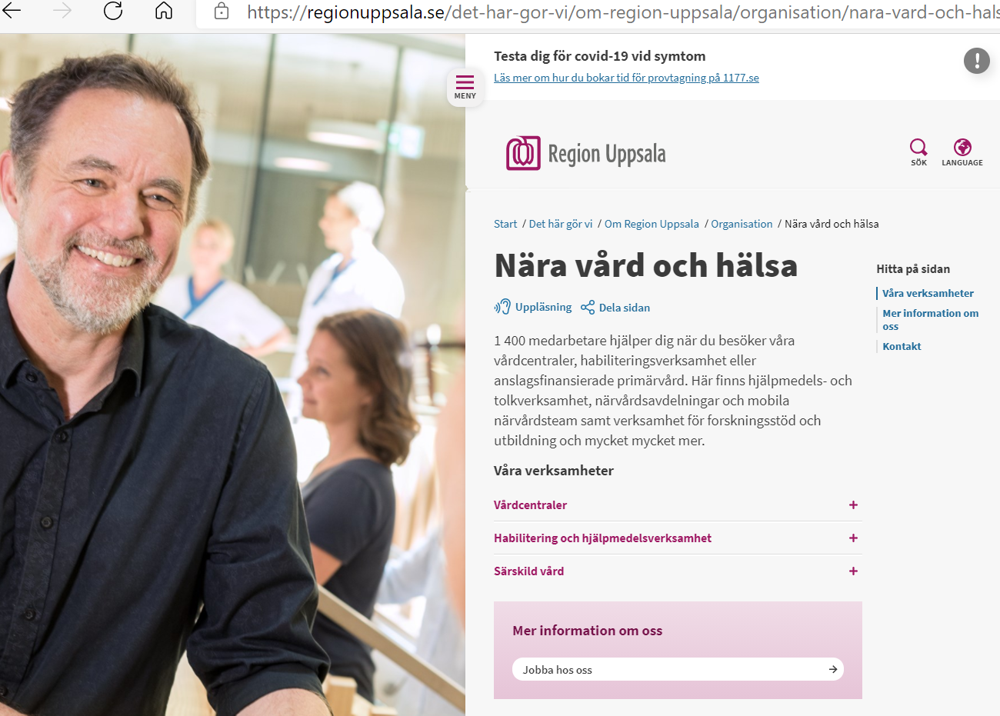 https://regionuppsala.se/det-har-gor-vi/om-region-uppsala/organisation/nara-vard-och-hals
Testa dig för covid-19 vid symtom
Läs mer om hur du bokar tid för provtagning på 1177.se
MENY
Region Uppsala
SÖK
LANGUAGE
Start / Det här gör vi / Om Region Uppsala / Organisation / Nära vård och hälsa
Nära vård och hälsa
Uppläsning
Dela sidan
1 400 medarbetare hjälper dig när du besöker våra
vårdcentraler, habiliteringsverksamhet eller
anslagsfinansierade primärvård. Här finns hjälpmedels- och
tolkverksamhet, närvårdsavdelningar och mobila
närvårdsteam samt verksamhet för forskningsstöd och
utbildning och mycket mycket mer.
Våra verksamheter
Vårdcentraler +
Habilitering och hjälpmedelsverksamhet +
Särskild vård +
Mer information om oss
Jobba hos oss
Hitta på sidan
Våra verksamheter
Mer information om
oss
Kontakt